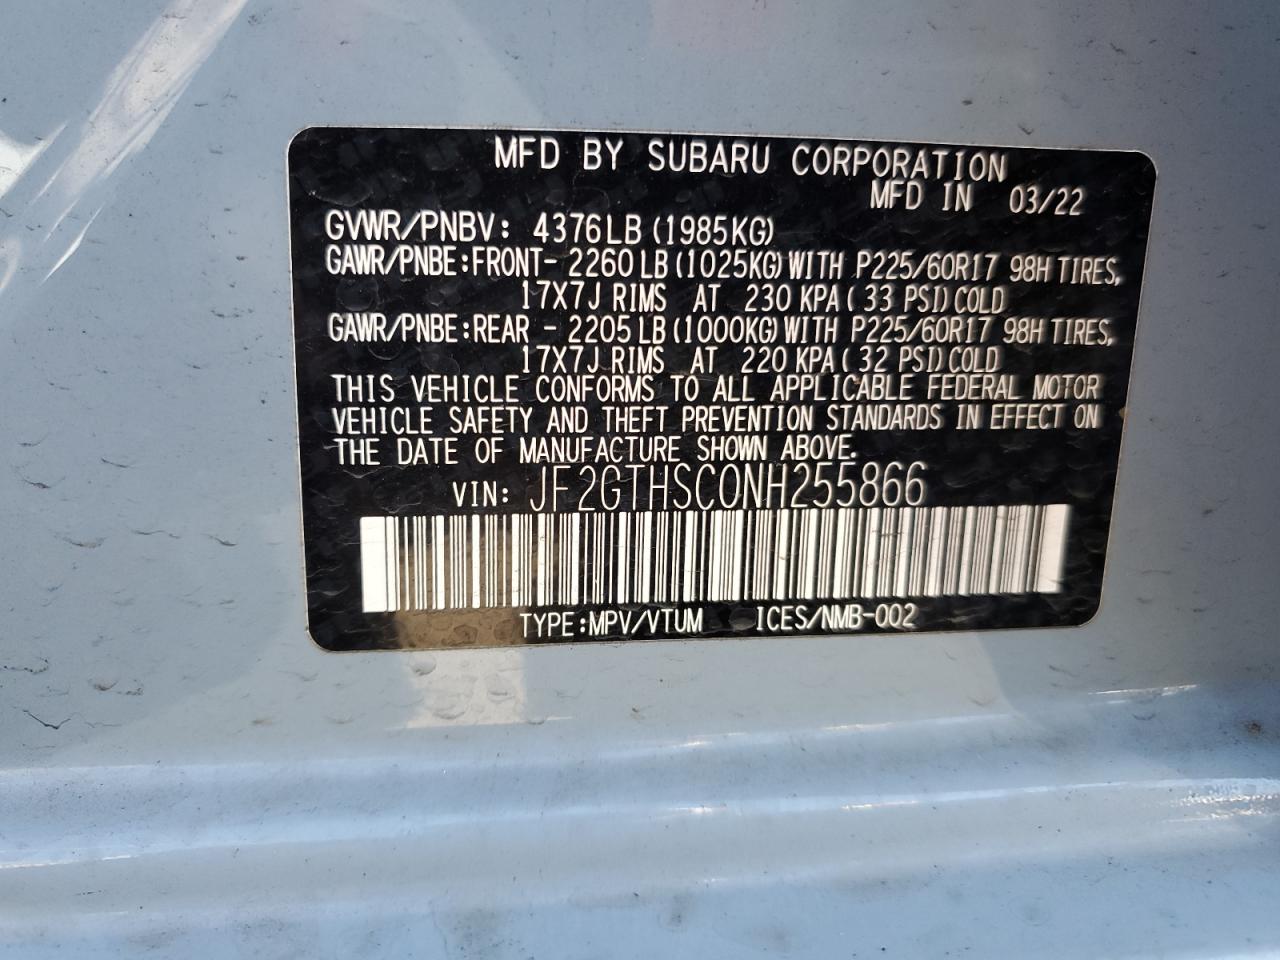 MFD BY SUBARU CORPORATION
MFD IN 03/22
GVWR/PNBV: 4376LB (1985KG)
GAWR/PNBE:FRONT- 2260 LB (1025KG) WITH P225/60R17 98H TIRES,
17X7J RIMS AT 230 KPA ( 33 PSI) COLD
GAWR/PNBE:REAR - 2205 LB (1000KG) WITH P225/60R17 98H TIRES,
17X7J RIMS AT 220 KPA ( 32 PSI) COLD
THIS VEHICLE CONFORMS TO ALL APPLICABLE FEDERAL MOTOR
VEHICLE SAFETY AND THEFT PREVENTION STANDARDS IN EFFECT ON
THE DATE OF MANUFACTURE SHOWN ABOVE.
VIN: JF2GTHSC0NH255866
TYPE:MPV/VTUM ICES/NMB-002